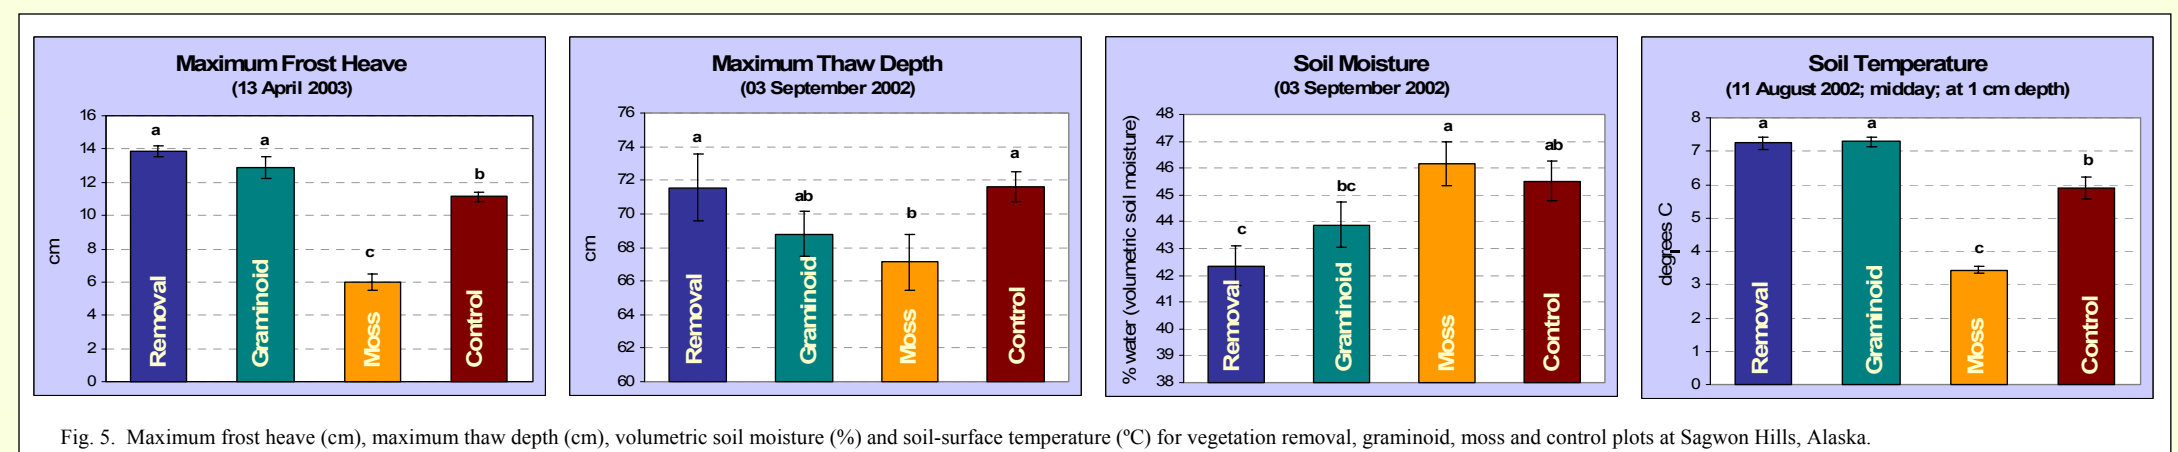 Maximum Frost Heave
(13 April 2003)
16
14
12
10
8
6
4
2
0
cm
a
a
c
b
Removal
Graminoid
Moss
Control
Maximum Thaw Depth
(03 September 2002)
76
74
72
70
68
66
64
62
60
cm
a
ab
b
a
Removal
Graminoid
Moss
Control
Soil Moisture
(03 September 2002)
48
47
46
45
44
43
42
41
40
39
38
% water (volumetric soil moisture)
c
bc
a
ab
Removal
Graminoid
Moss
Control
Soil Temperature
(11 August 2002; midday; at 1 cm depth)
8
7
6
5
4
3
2
1
0
degrees C
a
a
c
b
Removal
Graminoid
Moss
Control
Fig. 5. Maximum frost heave (cm), maximum thaw depth (cm), volumetric soil moisture (%) and soil-surface temperature (ºC) for vegetation removal, graminoid, moss and control plots at Sagwon Hills, Alaska.